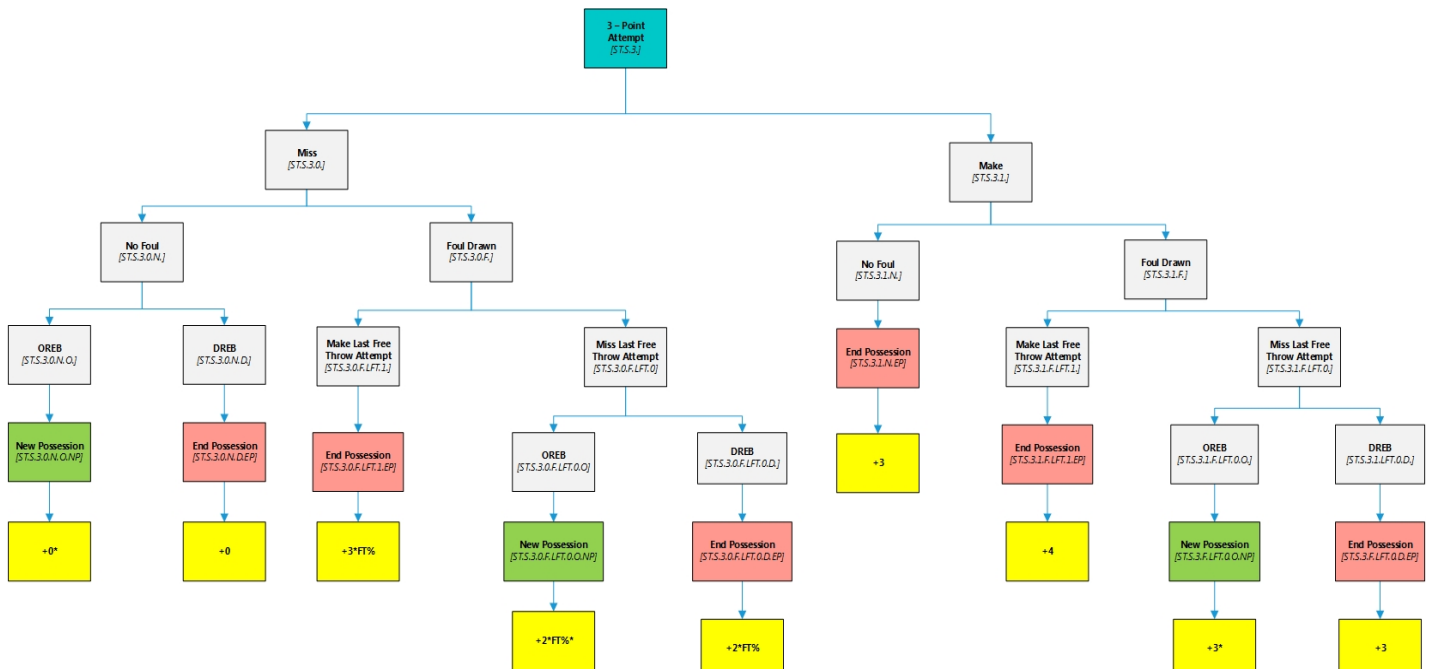 3 – Point
Attempt
[ST.S.3.]
Miss
[ST.S.3.0.]
Make
[ST.S.3.1.]
No Foul
[ST.S.3.0.N.]
Foul Drawn
[ST.S.3.0.F.]
No Foul
[ST.S.3.1.N.]
Foul Drawn
[ST.S.3.1.F.]
OREB
[ST.S.3.0.N.O.]
DREB
[ST.S.3.0.N.D.]
Make Last Free
Throw Attempt
[ST.S.3.0.F.LFT.1.]
Miss Last Free
Throw Attempt
[ST.S.3.0.F.LFT.0]
End Possession
[ST.S.3.1.N.EP]
Make Last Free
Throw Attempt
[ST.S.3.1.F.LFT.1.]
Miss Last Free
Throw Attempt
[ST.S.3.1.F.LFT.0.]
New Possession
[ST.S.3.0.N.O.NP]
End Possession
[ST.S.3.0.N.D.EP]
End Possession
[ST.S.3.0.F.LFT.1.EP]
OREB
[ST.S.3.0.F.LFT.0.O]
DREB
[ST.S.3.0.F.LFT.0.D.]
+3
End Possession
[ST.S.3.1.F.LFT.1.EP]
OREB
[ST.S.3.1.F.LFT.0.O.]
DREB
[ST.S.3.1.LFT.0.D.]
+0*
+0
+3*FT%
New Possession
[ST.S.3.0.F.LFT.0.O.NP]
End Possession
[ST.S.3.0.F.LFT.0.D.EP]
+4
New Possession
[ST.S.3.F.LFT.0.O.NP]
End Possession
[ST.S.3.F.LFT.0.D.EP]
+2*FT%*
+2*FT%
+3*
+3